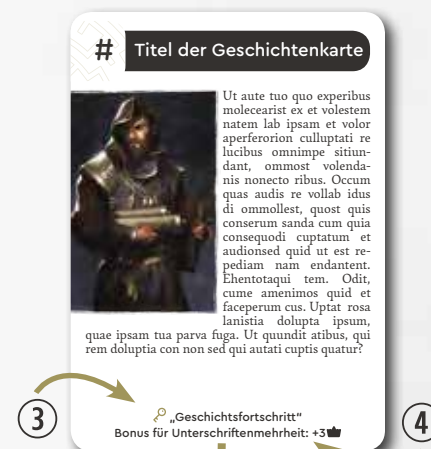 # Titel der Geschichtenkarte
Ut aute tuo quo experibus
molecearist ex et volestem
natem lab ipsam et volor
aperferorion culluptati re
lucibus omnimpe sitiun-
dant, ommost volenda-
nis nonecto ribus. Occum
quas audis re vollab idus
di ommollest, quost quis
conserum sanda cum quia
consequodi cuptatum et
audionsed quid ut est re-
pediam nam endantent.
Ehentotaqui tem. Odit,
cume amenimos quid et
faceperum cus. Uptat rosa
lanistia dolupta ipsum,
quae ipsam tua parva fuga. Ut quundit atibus, qui
rem doluptia con non sed qui autati cuptis quatur?
3
„Geschichtsfortschritt“
Bonus für Unterschriftenmehrheit: +3
4